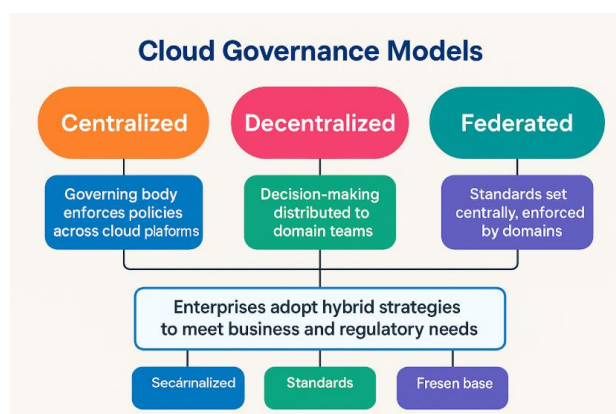 Cloud Governance Models
Centralized
Decentralized
Federated
Governing body
enforces policies
across cloud plaforms
Decision-making
distributed to
domain teams
Standards set
centrally, enforced
by domains
Enterprises adopt hybrid strategies
to meet business and regulatory needs
Secárınalized
Standards
Fresen base